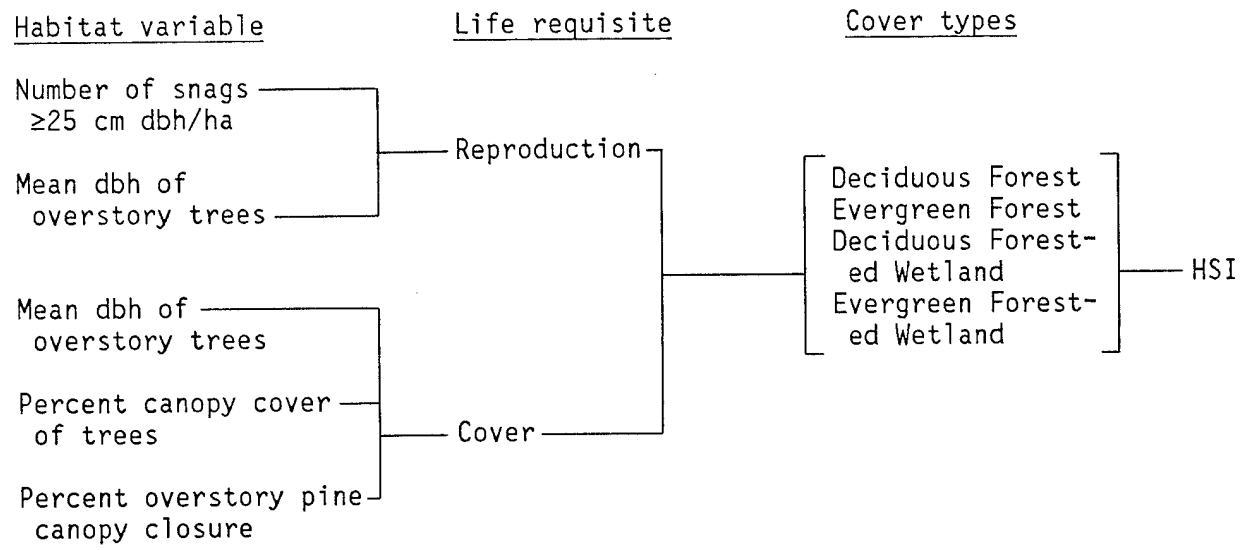 Habitat variable
Life requisite
Cover types
Number of snags
≥25 cm dbh/ha
Mean dbh of
overstory trees
Reproduction
Mean dbh of
overstory trees
Percent canopy cover
of trees
Percent overstory pine
canopy closure
Cover
Deciduous Forest
Evergreen Forest
Deciduous Forest-
ed Wetland
Evergreen Forest-
ed Wetland
HSI